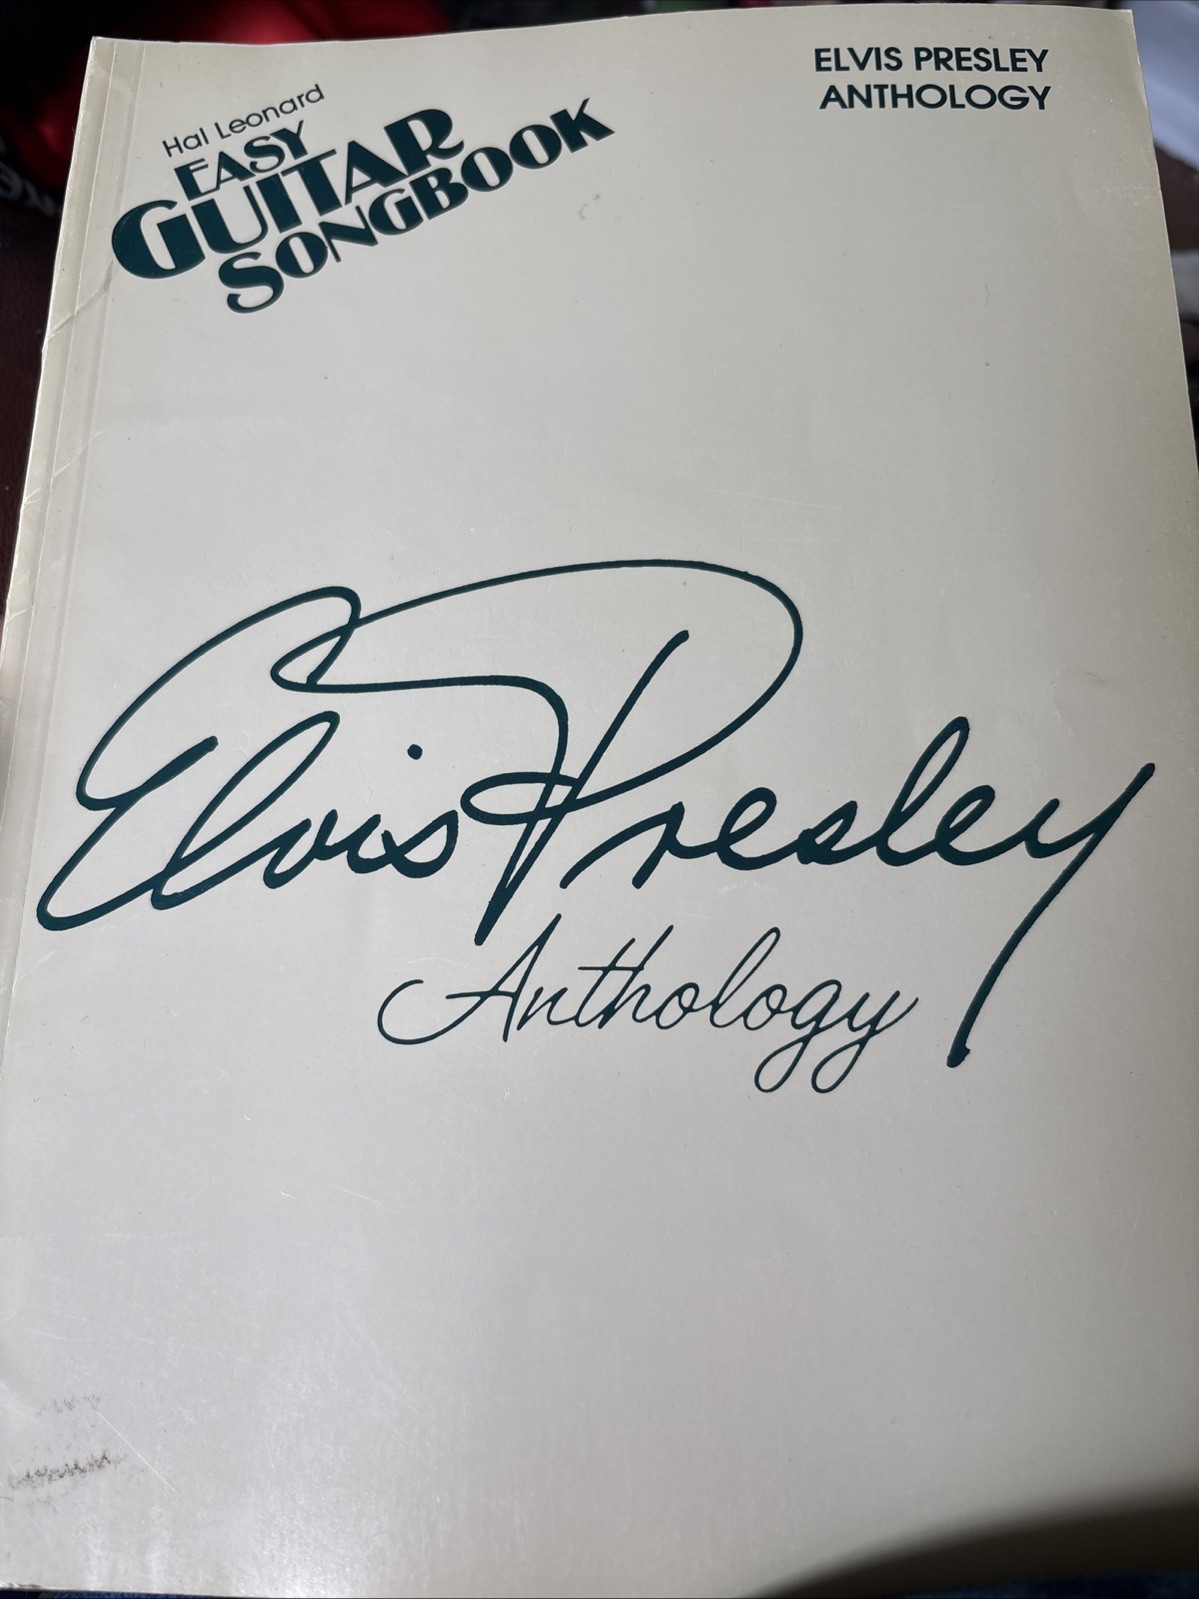 Hal Leonard
EASY
GUITAR
SONGBOOK
ELVIS PRESLEY
ANTHOLOGY
Elvis Presley
Anthology